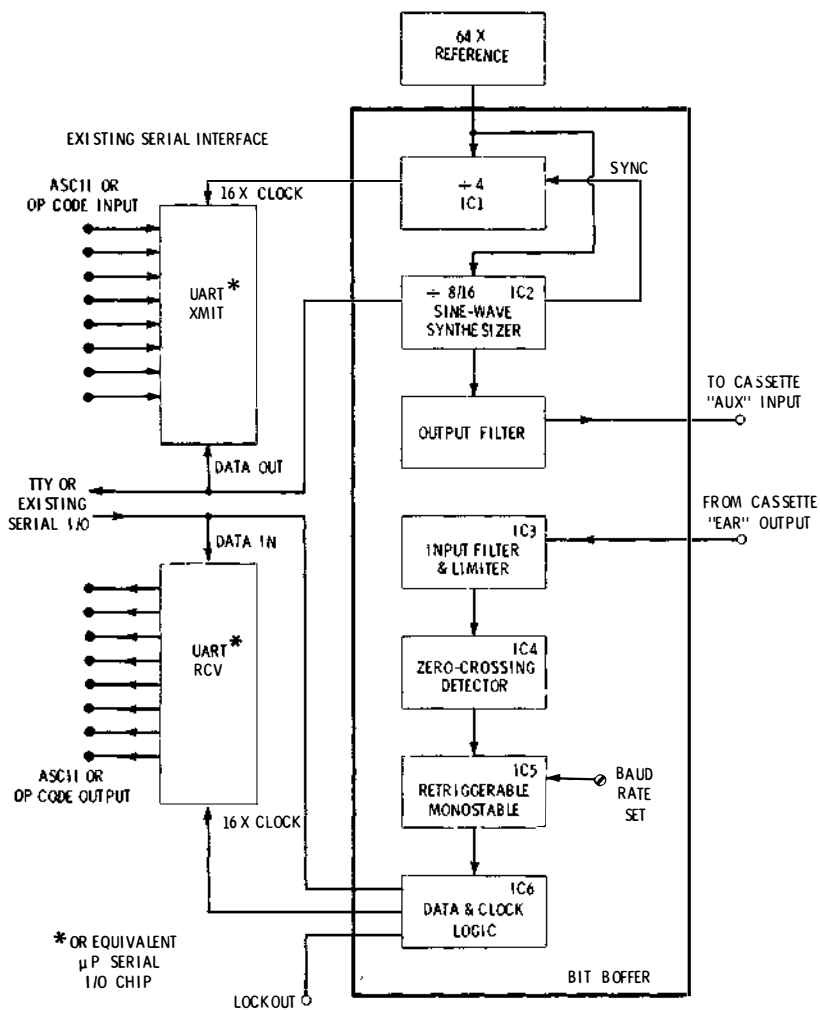 64 X
REFERENCE
EXISTING SERIAL INTERFACE
SYNC
ASCII OR
OP CODE INPUT
16 X CLOCK
÷ 4
IC1
UART *
XMIT
÷ 8/16 IC2
SINE-WAVE
SYNTHESIZER
TO CASSETTE
"AUX" INPUT
OUTPUT FILTER
DATA OUT
TTY OR
EXISTING
SERIAL I/O
FROM CASSETTE
"EAR" OUTPUT
DATA IN
IC3
INPUT FILTER
& LIMITER
UART *
RCV
IC4
ZERO-CROSSING
DETECTOR
IC5
RETRIGGERABLE
MONOSTABLE
BAUD
RATE
SET
ASCII OR
OP CODE OUTPUT
16 X CLOCK
IC6
DATA & CLOCK
LOGIC
* OR EQUIVALENT
µP SERIAL
I/O CHIP
LOCKOUT
BIT BOFFER